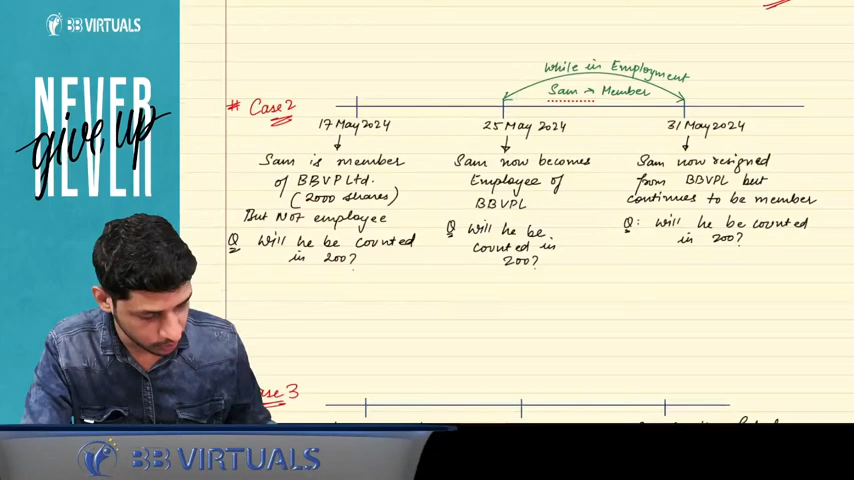 BB VIRTUALS
NEVER
give up
NEVER
While in Employment
Sam → Member
# Case 2
17 May 2024
25 May 2024
31 May 2024
Sam is member
of BBVP Ltd.
(2000 shares)
But Not employee
Q Will he be counted
in 200?
Sam now becomes
Employee of
BBVPL
Q Will he be
counted in
200?
Sam now resigned
from BBVPL but
continues to be member
Q: Will he be counted
in 200?
ase 3
BB VIRTUALS